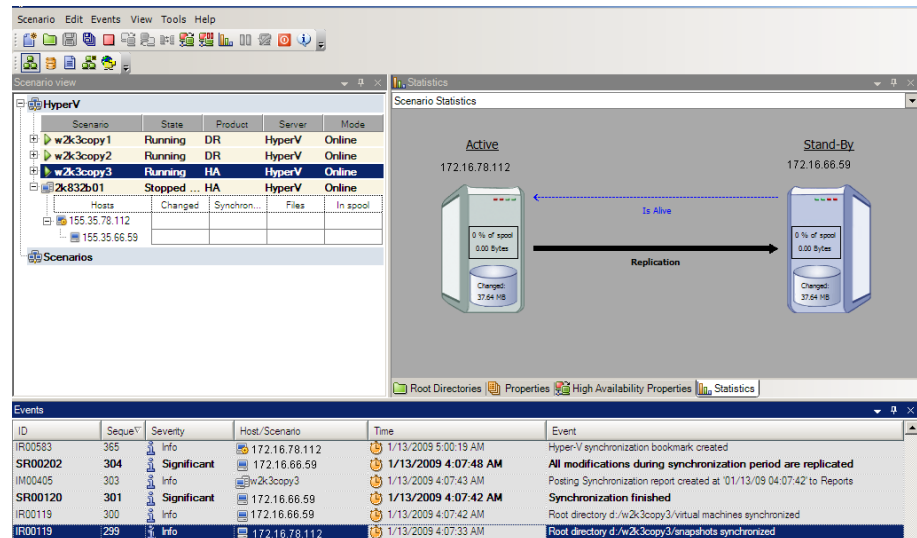 Scenario Edit Events View Tools Help
Scenario view
HyperV
Scenario State Product Server Mode
w2k3copy1 Running DR HyperV Online
w2k3copy2 Running DR HyperV Online
w2k3copy3 Running HA HyperV Online
2k832b01 Stopped ... HA HyperV Online
Hosts Changed Synchron... Files In spool
155.35.78.112
155.35.66.59
Scenarios
Statistics
Scenario Statistics
Active Stand-By
172.16.78.112 172.16.66.59
Is Alive
0 % of spool 0 % of spool
0.00 Bytes 0.00 Bytes
Replication
Changed: Changed:
37.64 MB 37.64 MB
Root Directories Properties High Availability Properties Statistics
Events
ID Seque Severity Host/Scenario Time Event
IR00583 365 Info 172.16.78.112 1/13/2009 5:00:19 AM Hyper-V synchronization bookmark created
SR00202 304 Significant 172.16.66.59 1/13/2009 4:07:48 AM All modifications during synchronization period are replicated
IM00405 303 Info w2k3copy3 1/13/2009 4:07:43 AM Posting Synchronization report created at '01/13/09 04:07:42' to Reports
SR00120 301 Significant 172.16.66.59 1/13/2009 4:07:42 AM Synchronization finished
IR00119 300 Info 172.16.66.59 1/13/2009 4:07:42 AM Root directory d:/w2k3copy3/virtual machines synchronized
IR00119 299 Info 172.16.78.112 1/13/2009 4:07:33 AM Root directory d:/w2k3copy3/snapshots synchronized